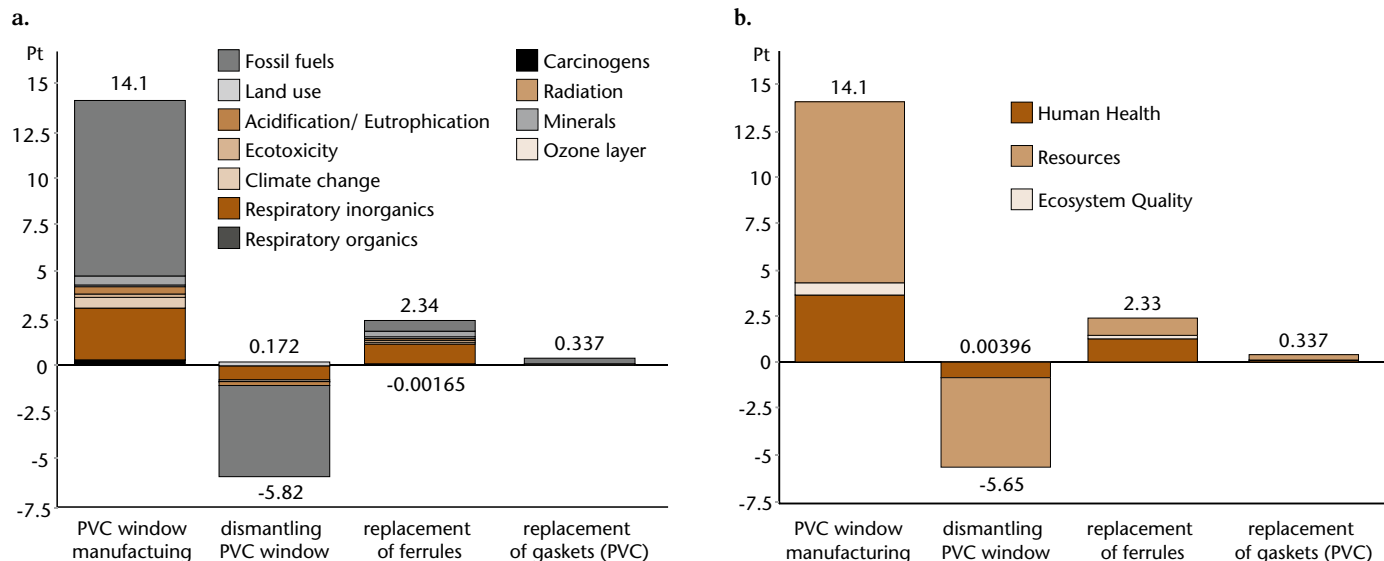 a.
Pt
15
12.5
10
7.5
5
2.5
0
-2.5
-5
-7.5
14.1
0.172
-5.82
2.34
-0.00165
0.337
Fossil fuels
Land use
Acidification/ Eutrophication
Ecotoxicity
Climate change
Respiratory inorganics
Respiratory organics
Carcinogens
Radiation
Minerals
Ozone layer
PVC window
manufactuing
dismantling
PVC window
replacement
of ferrules
replacement
of gaskets (PVC)
b.
Pt
15
12.5
10
7.5
5
2.5
0
-2.5
-5
-7.5
14.1
0.00396
-5.65
2.33
0.337
Human Health
Resources
Ecosystem Quality
PVC window
manufacturing
dismantling
PVC window
replacement
of ferrules
replacement
of gaskets (PVC)